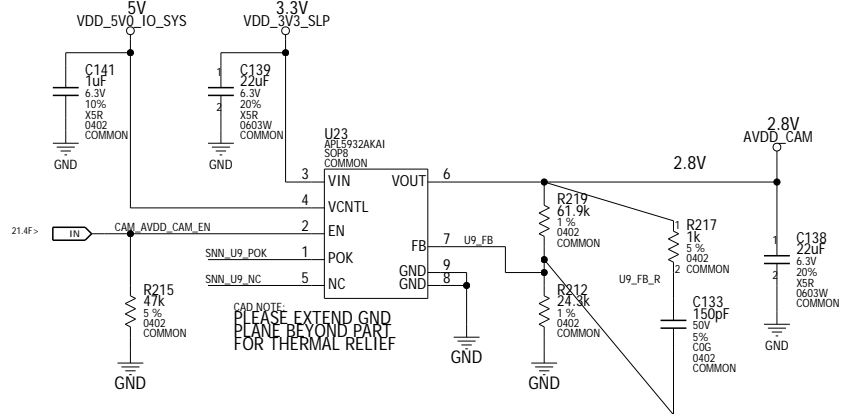 5V
VDD_5V0_IO_SYS
3.3V
VDD_3V3_SLP
C141
1uF
6.3V
10%
X5R
0402
COMMON
GND
1
2
C139
22uF
6.3V
20%
X5R
0603W
COMMON
GND
U23
APL5932AKAI
SOP8
COMMON
3 VIN
4 VCNTL
2 EN
1 POK
5 NC
VOUT 6
FB 7
GND 9
GND 8
21.4F> IN CAM_AVDD_CAM_EN
SNN_U9_POK
SNN_U9_NC
U9_FB
R215
47k
5 %
0402
COMMON
GND
CAD NOTE:
PLEASE EXTEND GND
PLANE BEYOND PART
FOR THERMAL RELIEF
GND
R219
61.9k
1 %
0402
COMMON
R212
24.3k
1 %
0402
COMMON
GND
2.8V
2.8V
AVDD_CAM
1
2
R217
1k
5 %
0402
COMMON
U9_FB_R
C133
150pF
50V
5%
C0G
0402
COMMON
1
2
C138
22uF
6.3V
20%
X5R
0603W
COMMON
GND